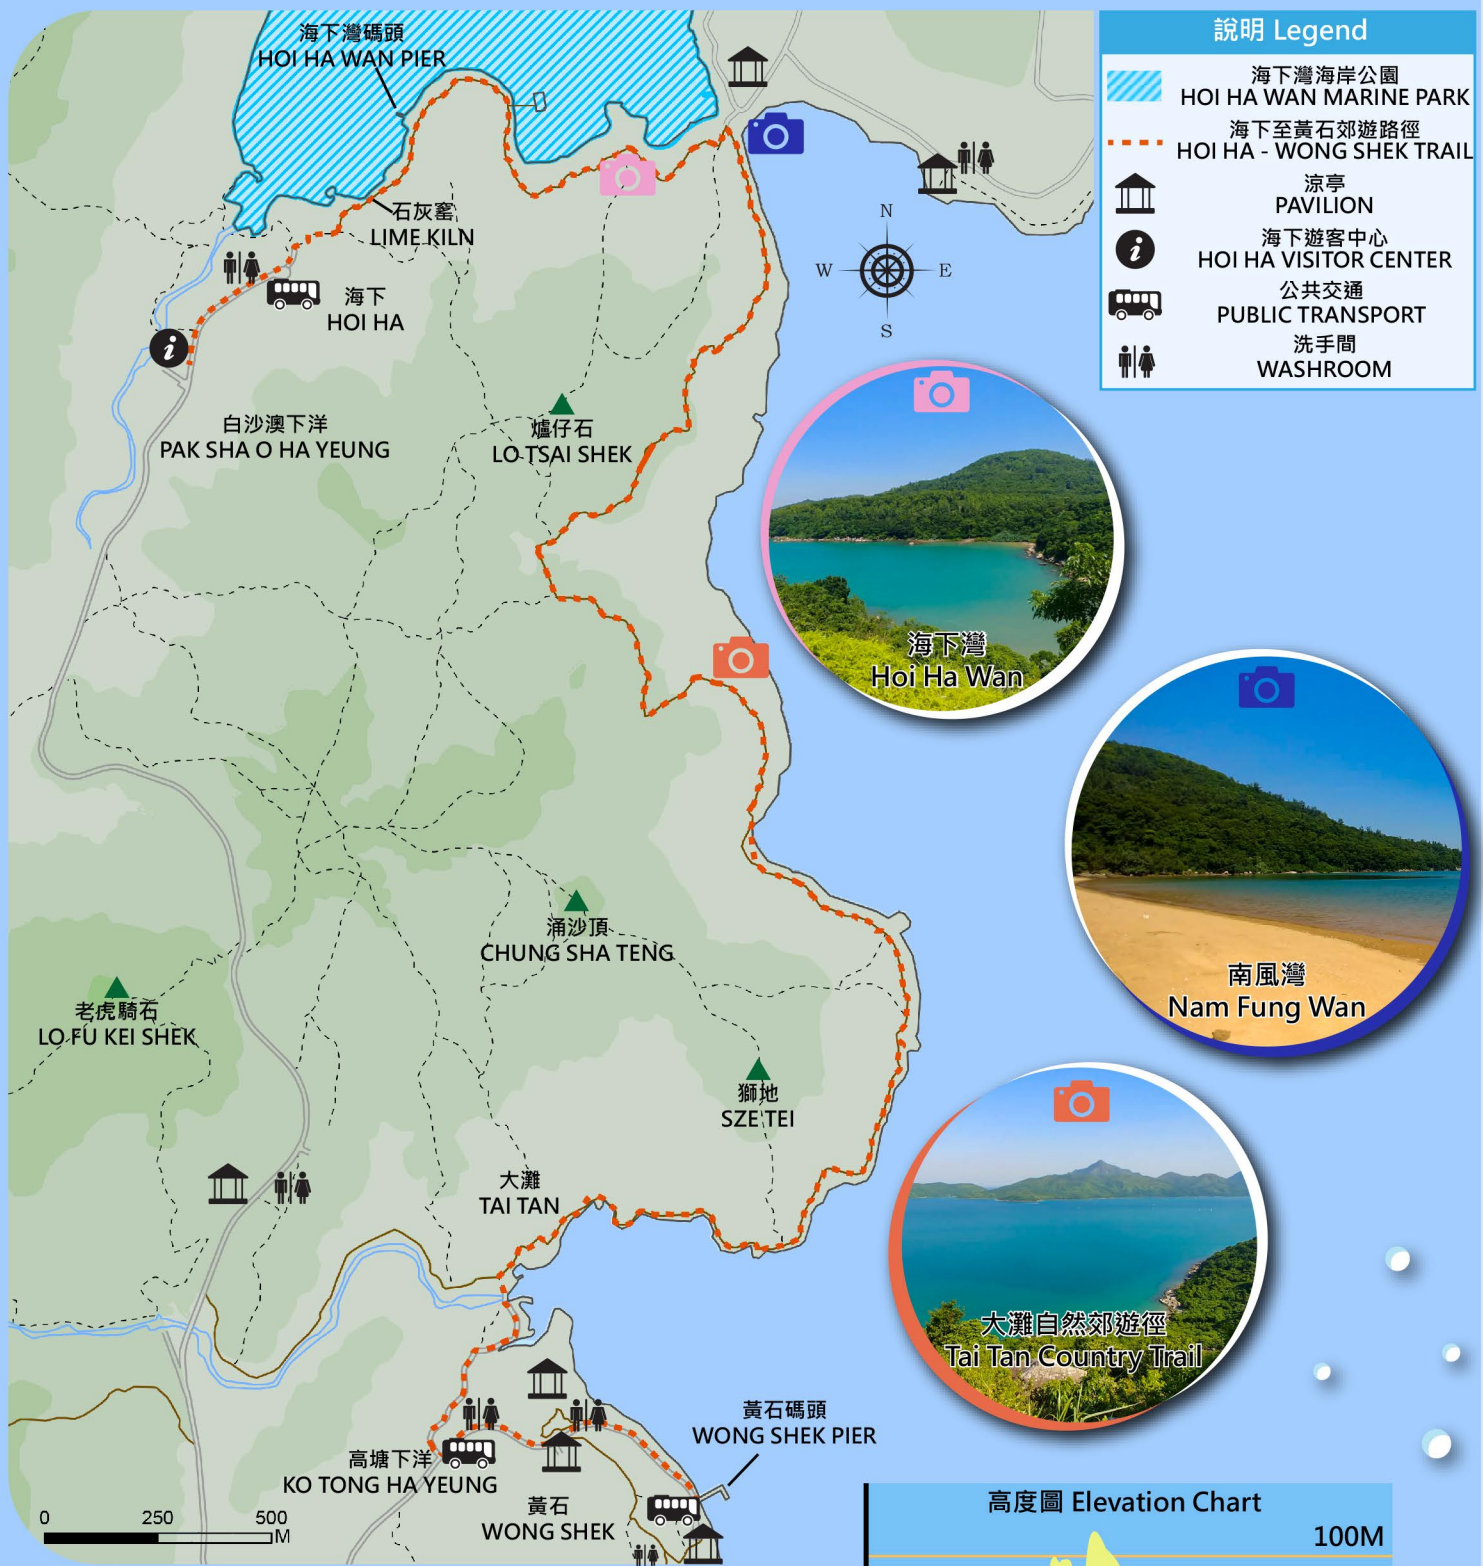 海下灣碼頭
HOI HA WAN PIER
說明 Legend
海下灣海岸公園
HOI HA WAN MARINE PARK
海下至黃石郊遊路徑
HOI HA - WONG SHEK TRAIL
涼亭
PAVILION
i
海下遊客中心
HOI HA VISITOR CENTER
公共交通
PUBLIC TRANSPORT
洗手間
WASHROOM
石灰窰
LIME KILN
海下
HOI HA
i
N
W
E
S
白沙澳下洋
PAK SHA O HA YEUNG
爐仔石
LO TSAI SHEK
海下灣
Hoi Ha Wan
南風灣
Nam Fung Wan
涌沙頂
CHUNG SHA TENG
老虎騎石
LO FU KEI SHEK
獅地
SZE TEI
大灘
TAI TAN
大灘自然郊遊徑
Tai Tan Country Trail
黃石碼頭
WONG SHEK PIER
高塘下洋
KO TONG HA YEUNG
黃石
WONG SHEK
0 250 500
M
高度圖 Elevation Chart
100M